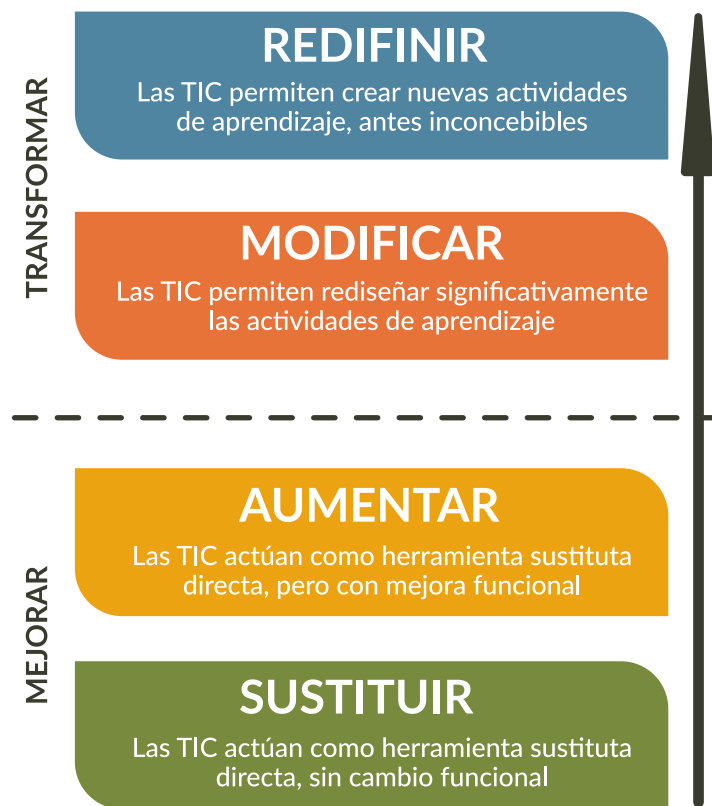 TRANSFORMAR
REDIFINIR
Las TIC permiten crear nuevas actividades
de aprendizaje, antes inconcebibles
MODIFICAR
Las TIC permiten rediseñar significativamente
las actividades de aprendizaje
MEJORAR
AUMENTAR
Las TIC actúan como herramienta sustituta
directa, pero con mejora funcional
SUSTITUIR
Las TIC actúan como herramienta sustituta
directa, sin cambio funcional